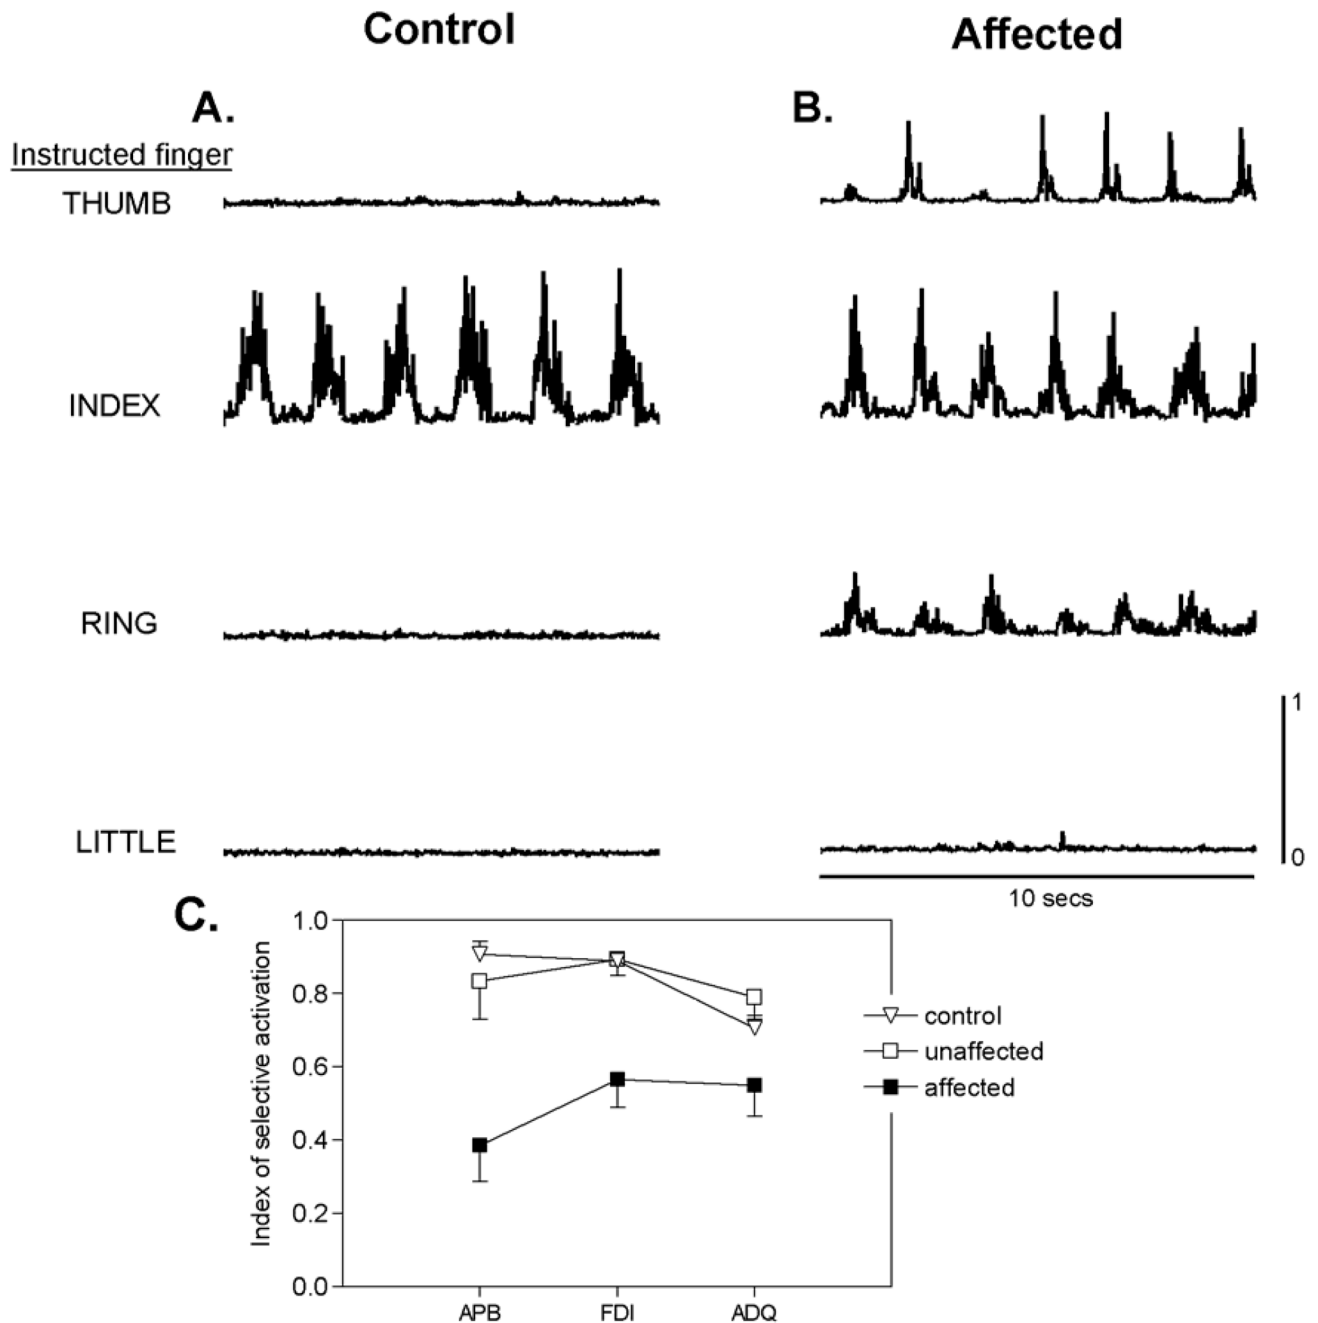 Control
Affected
A.
B.
Instructed finger
THUMB
INDEX
RING
LITTLE
1
0
10 secs
C.
Index of selective activation
1.0
0.8
0.6
0.4
0.2
0.0
APB
FDI
ADQ
control
unaffected
affected